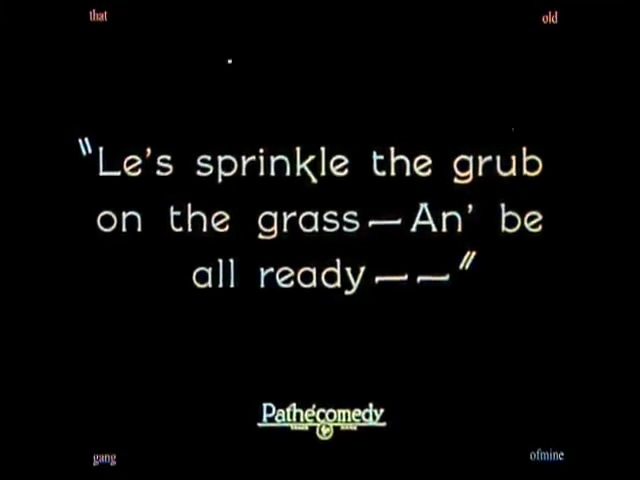 that old
"Le's sprinkle the grub
on the grass — An' be
all ready — — "
Pathécomedy
gang ofmine